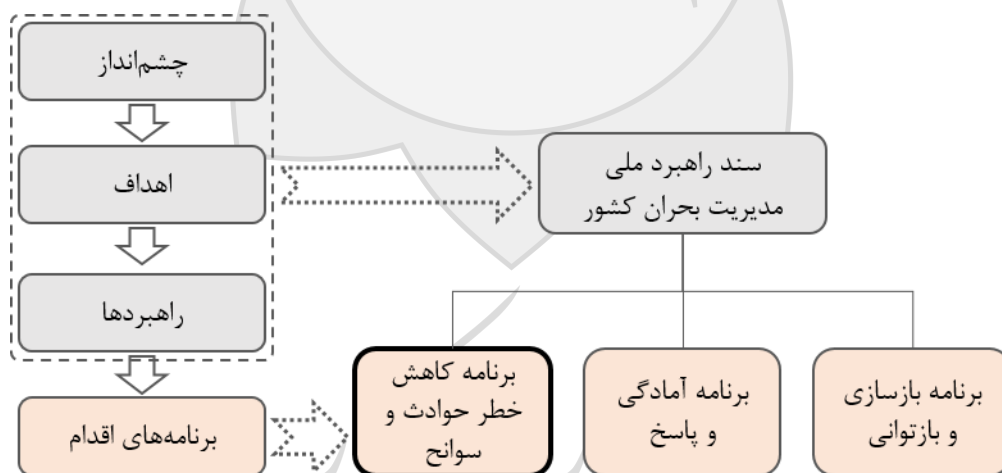 چشم‌انداز
اهداف
راهبردها
برنامه‌های اقدام
سند راهبرد ملی
مدیریت بحران کشور
برنامه کاهش
خطر حوادث و
سوانح
برنامه آمادگی
و پاسخ
برنامه بازسازی
و بازتوانی